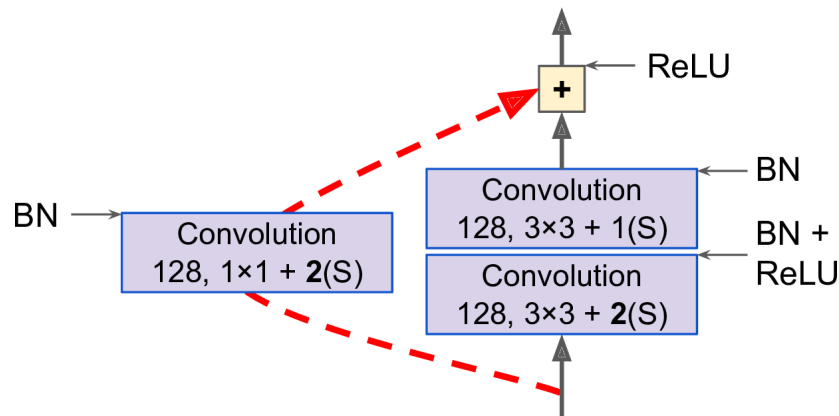 ReLU
+
Convolution
128, 3×3 + 1(S)
BN
BN
Convolution
128, 1×1 + 2(S)
BN +
ReLU
Convolution
128, 3×3 + 2(S)